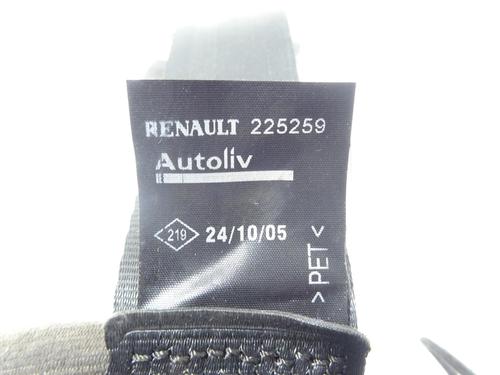 RENAULT 225259
Autoliv
219 24/10/05
>PET<